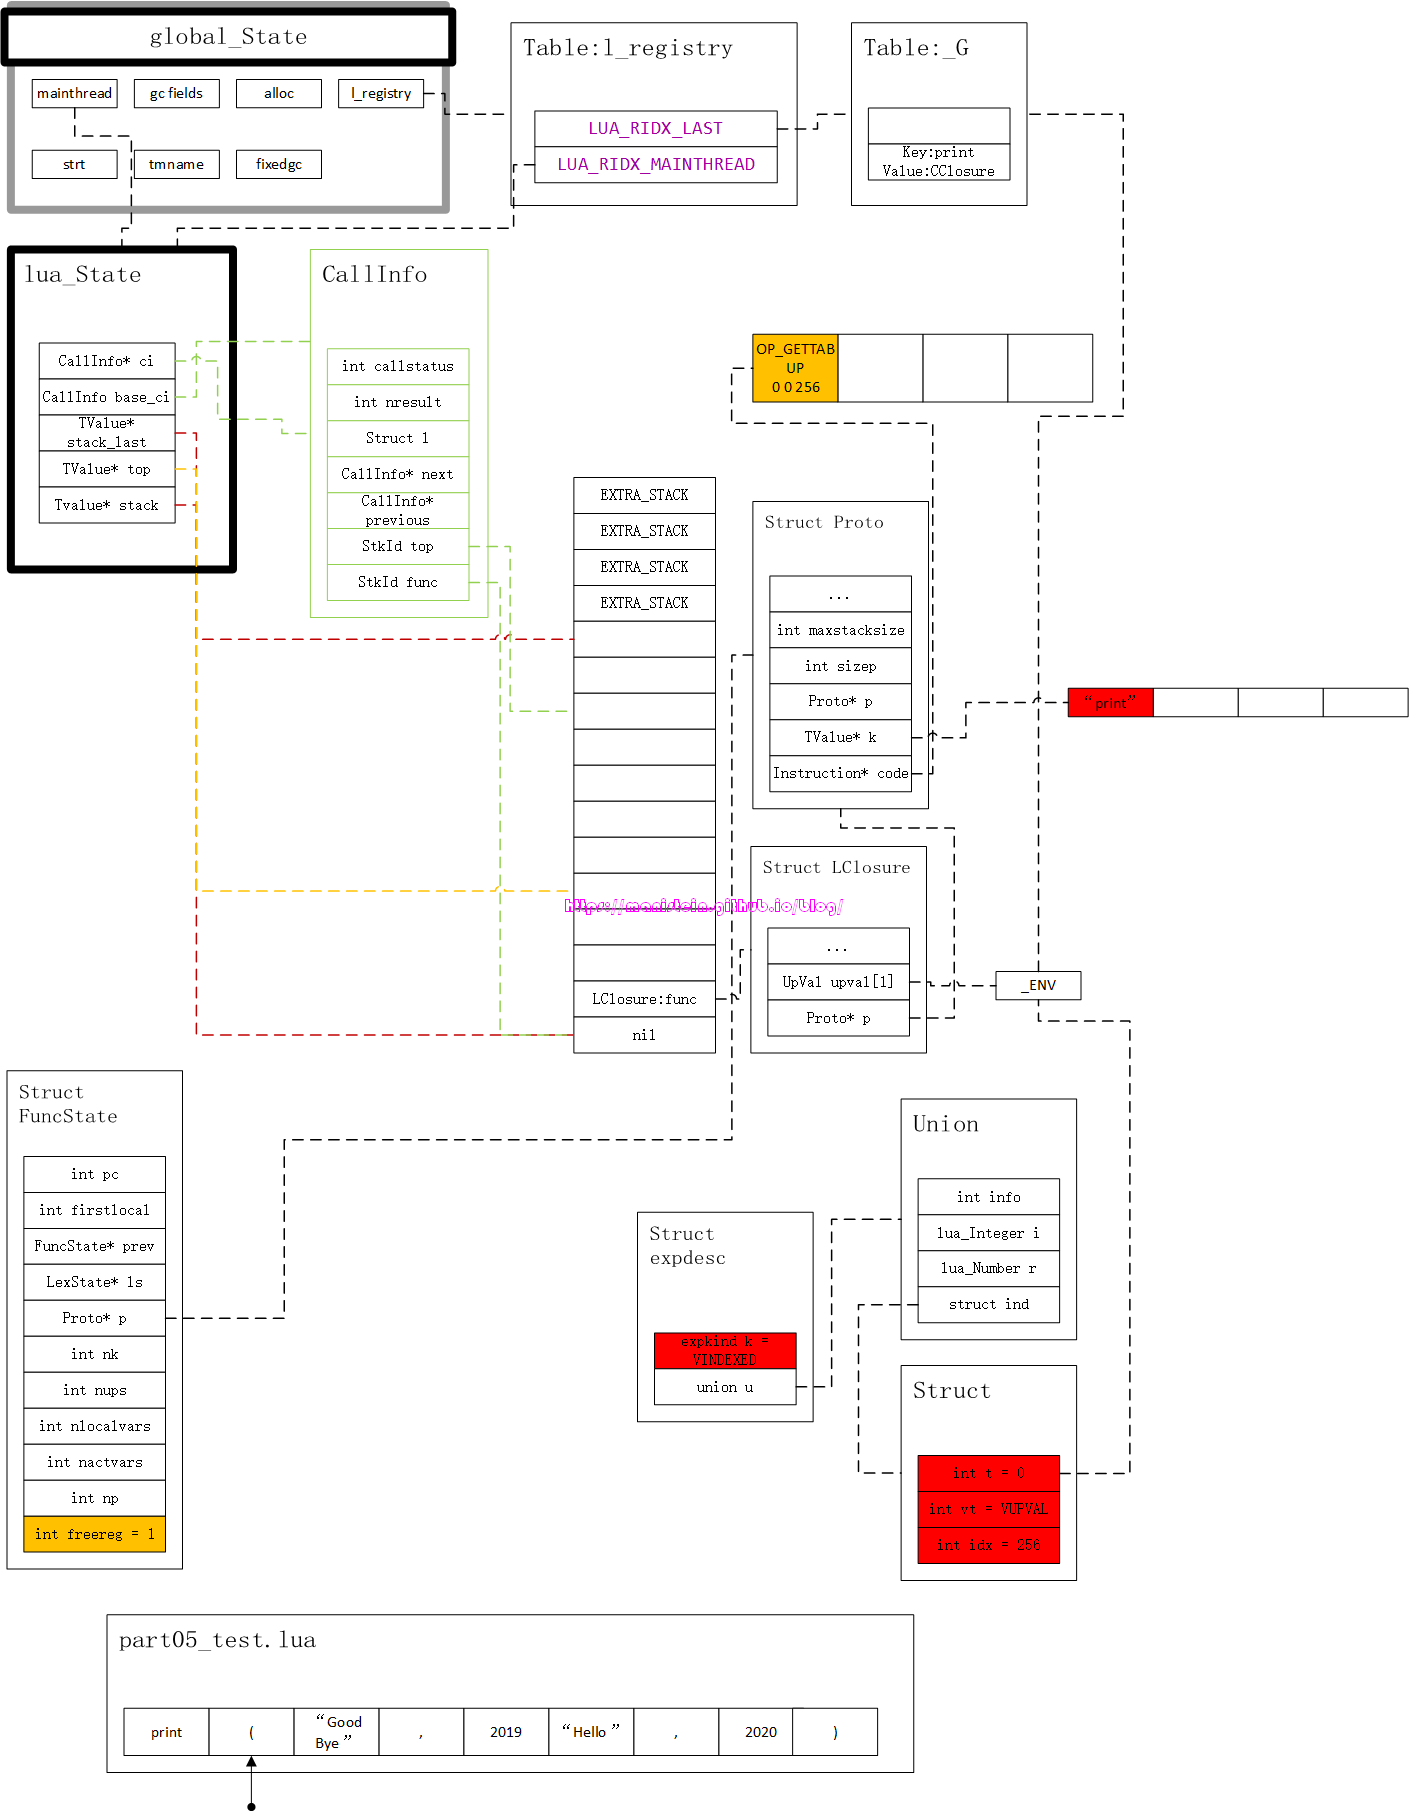 global_State
mainthread
gc fields
alloc
l_registry
strt
tmname
fixedgc
Table:l_registry
LUA_RIDX_LAST
LUA_RIDX_MAINTHREAD
Table:_G
Key:print
Value:CClosure
lua_State
CallInfo* ci
CallInfo base_ci
TValue*
stack_last
TValue* top
Tvalue* stack
CallInfo
int callstatus
int nresult
Struct l
CallInfo* next
CallInfo*
previous
StkId top
StkId func
OP_GETTAB
UP
0 0 256
EXTRA_STACK
EXTRA_STACK
EXTRA_STACK
EXTRA_STACK
LClosure:func
nil
Struct Proto
...
int maxstacksize
int sizep
Proto* p
TValue* k
Instruction* code
“print”
https://manistein.github.io/blog/
Struct LClosure
...
UpVal upval[1]
Proto* p
_ENV
Struct
FuncState
int pc
int firstlocal
FuncState* prev
LexState* ls
Proto* p
int nk
int nups
int nlocalvars
int nactvars
int np
int freereg = 1
Struct
expdesc
expkind k =
VINDEXED
union u
Union
int info
lua_Integer i
lua_Number r
struct ind
Struct
int t = 0
int vt = VUPVAL
int idx = 256
part05_test.lua
print
(
“Good
Bye”
,
2019
“Hello”
,
2020
)